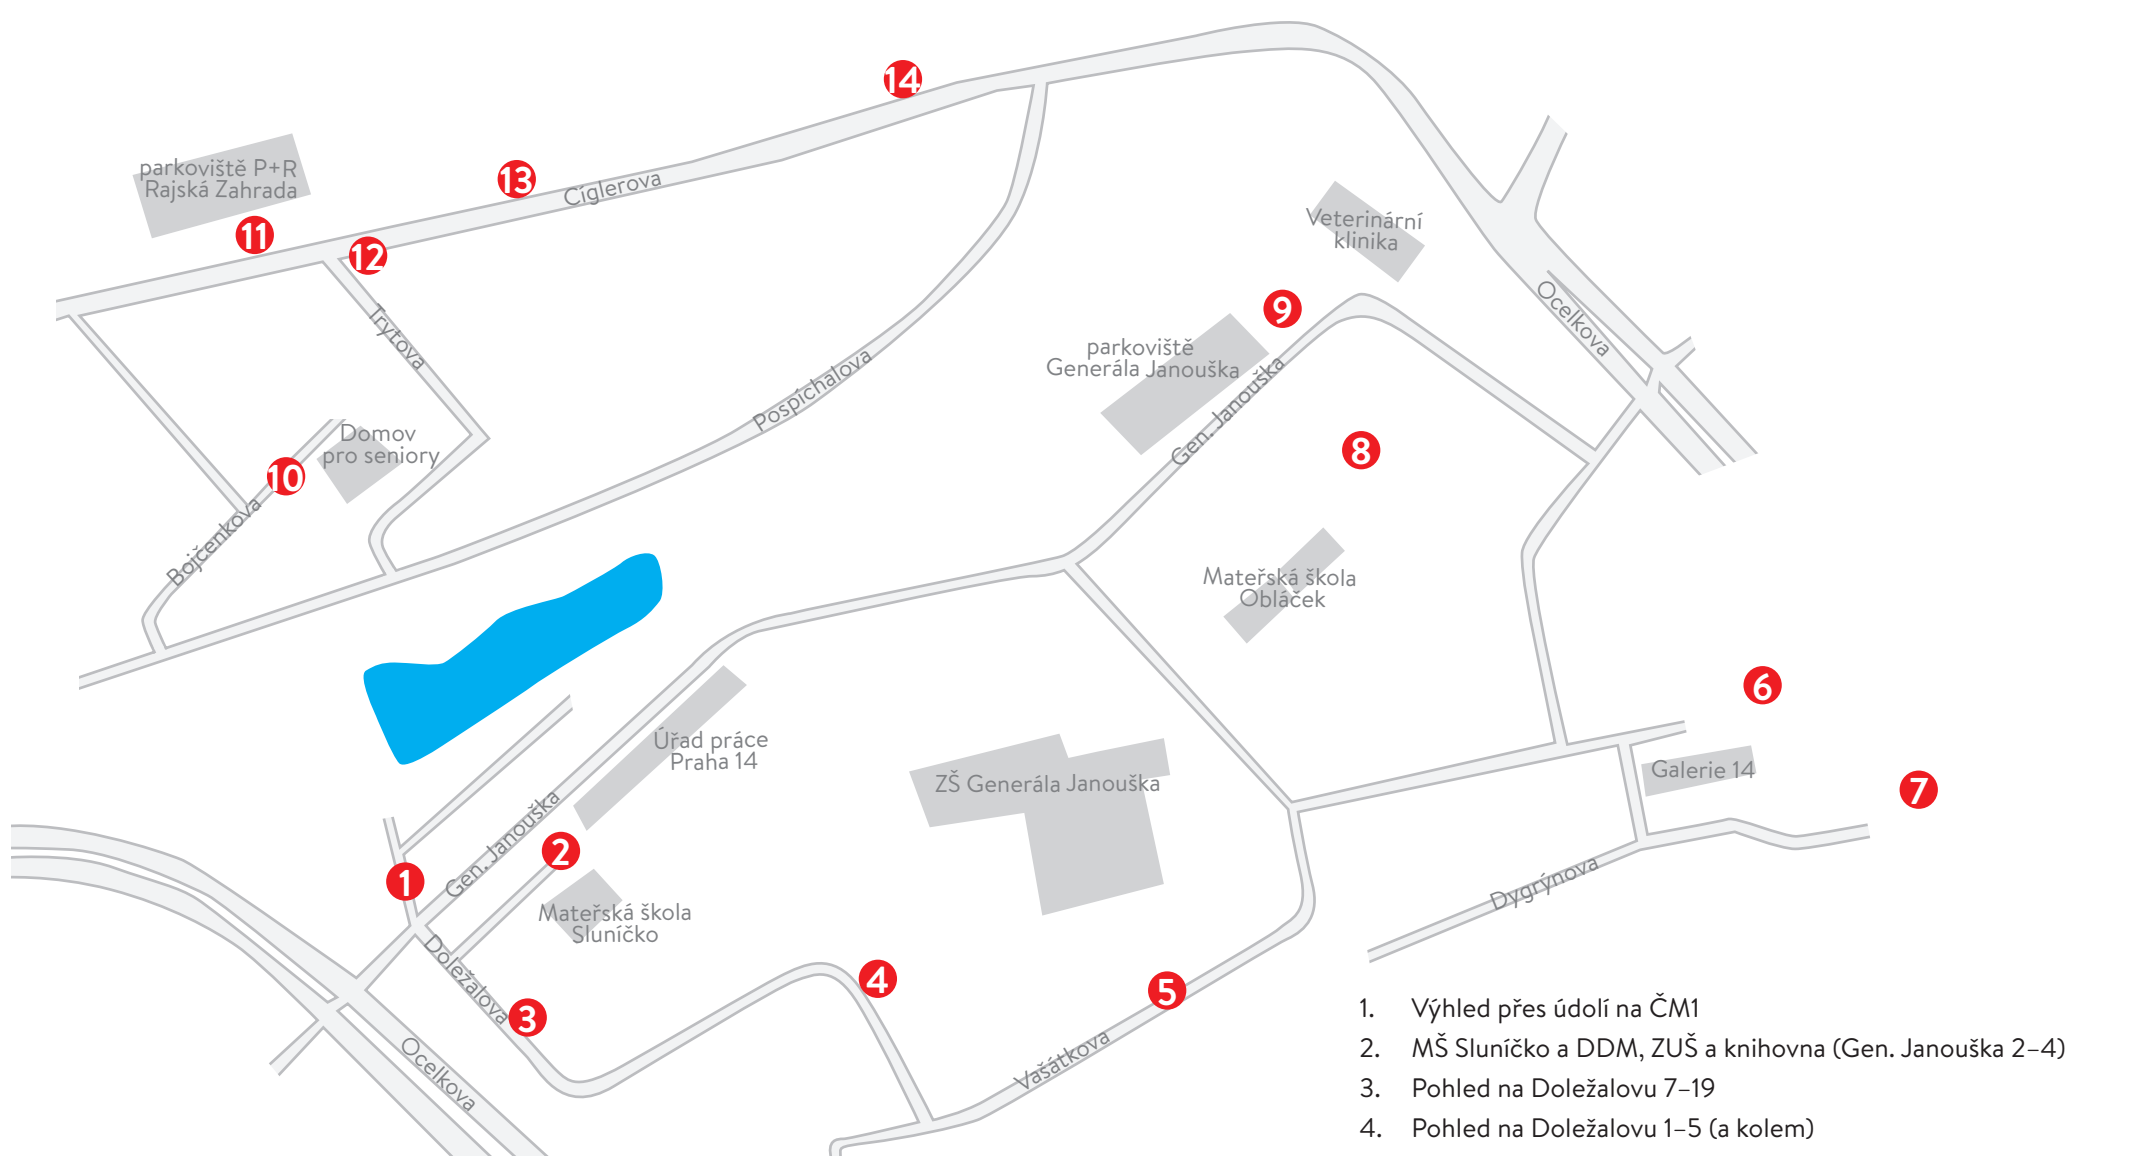 14
parkoviště P+R
Rajská Zahrada
13
Cíglerova
11
12
Veterinární
klinika
9
Ocelkova
Trytova
parkoviště
Generála Janouška
Pospíchalova
Gen. Janouška
8
Domov
pro seniory
10
Bojčenkova
Mateřská škola
Obláček
6
Úřad práce
Praha 14
ZŠ Generála Janouška
Galerie 14
7
Gen. Janouška
2
1
Mateřská škola
Sluníčko
Dygrýnova
Doležalova
3
4
5
Ocelkova
Vašátkova
1. Výhled přes údolí na ČM1
2. MŠ Sluníčko a DDM, ZUŠ a knihovna (Gen. Janouška 2–4)
3. Pohled na Doležalovu 7–19
4. Pohled na Doležalovu 1–5 (a kolem)